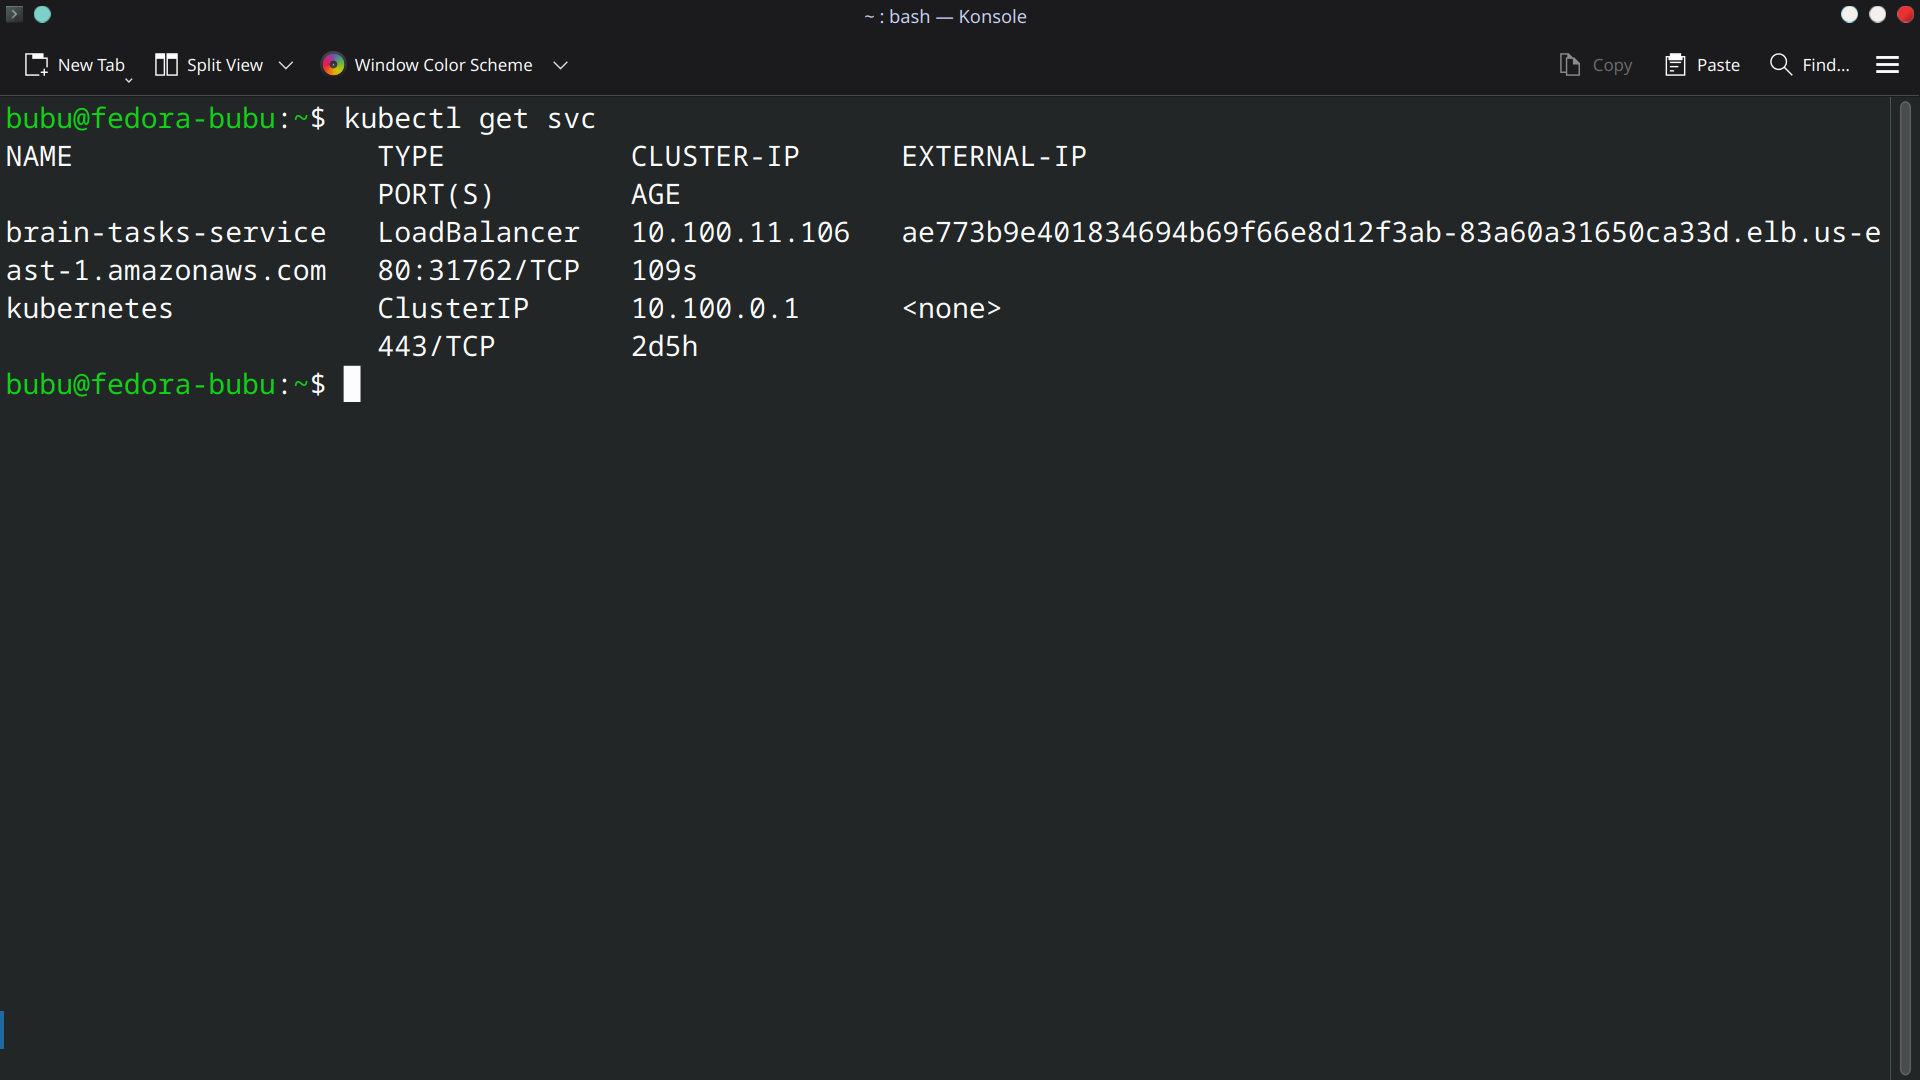 ~ : bash — Konsole
New Tab Split View Window Color Scheme Copy Paste Find...
bubu@fedora-bubu:~$ kubectl get svc
NAME TYPE CLUSTER-IP EXTERNAL-IP
PORT(S) AGE
brain-tasks-service LoadBalancer 10.100.11.106 ae773b9e401834694b69f66e8d12f3ab-83a60a31650ca33d.elb.us-e
ast-1.amazonaws.com 80:31762/TCP 109s
kubernetes ClusterIP 10.100.0.1 <none>
443/TCP 2d5h
bubu@fedora-bubu:~$